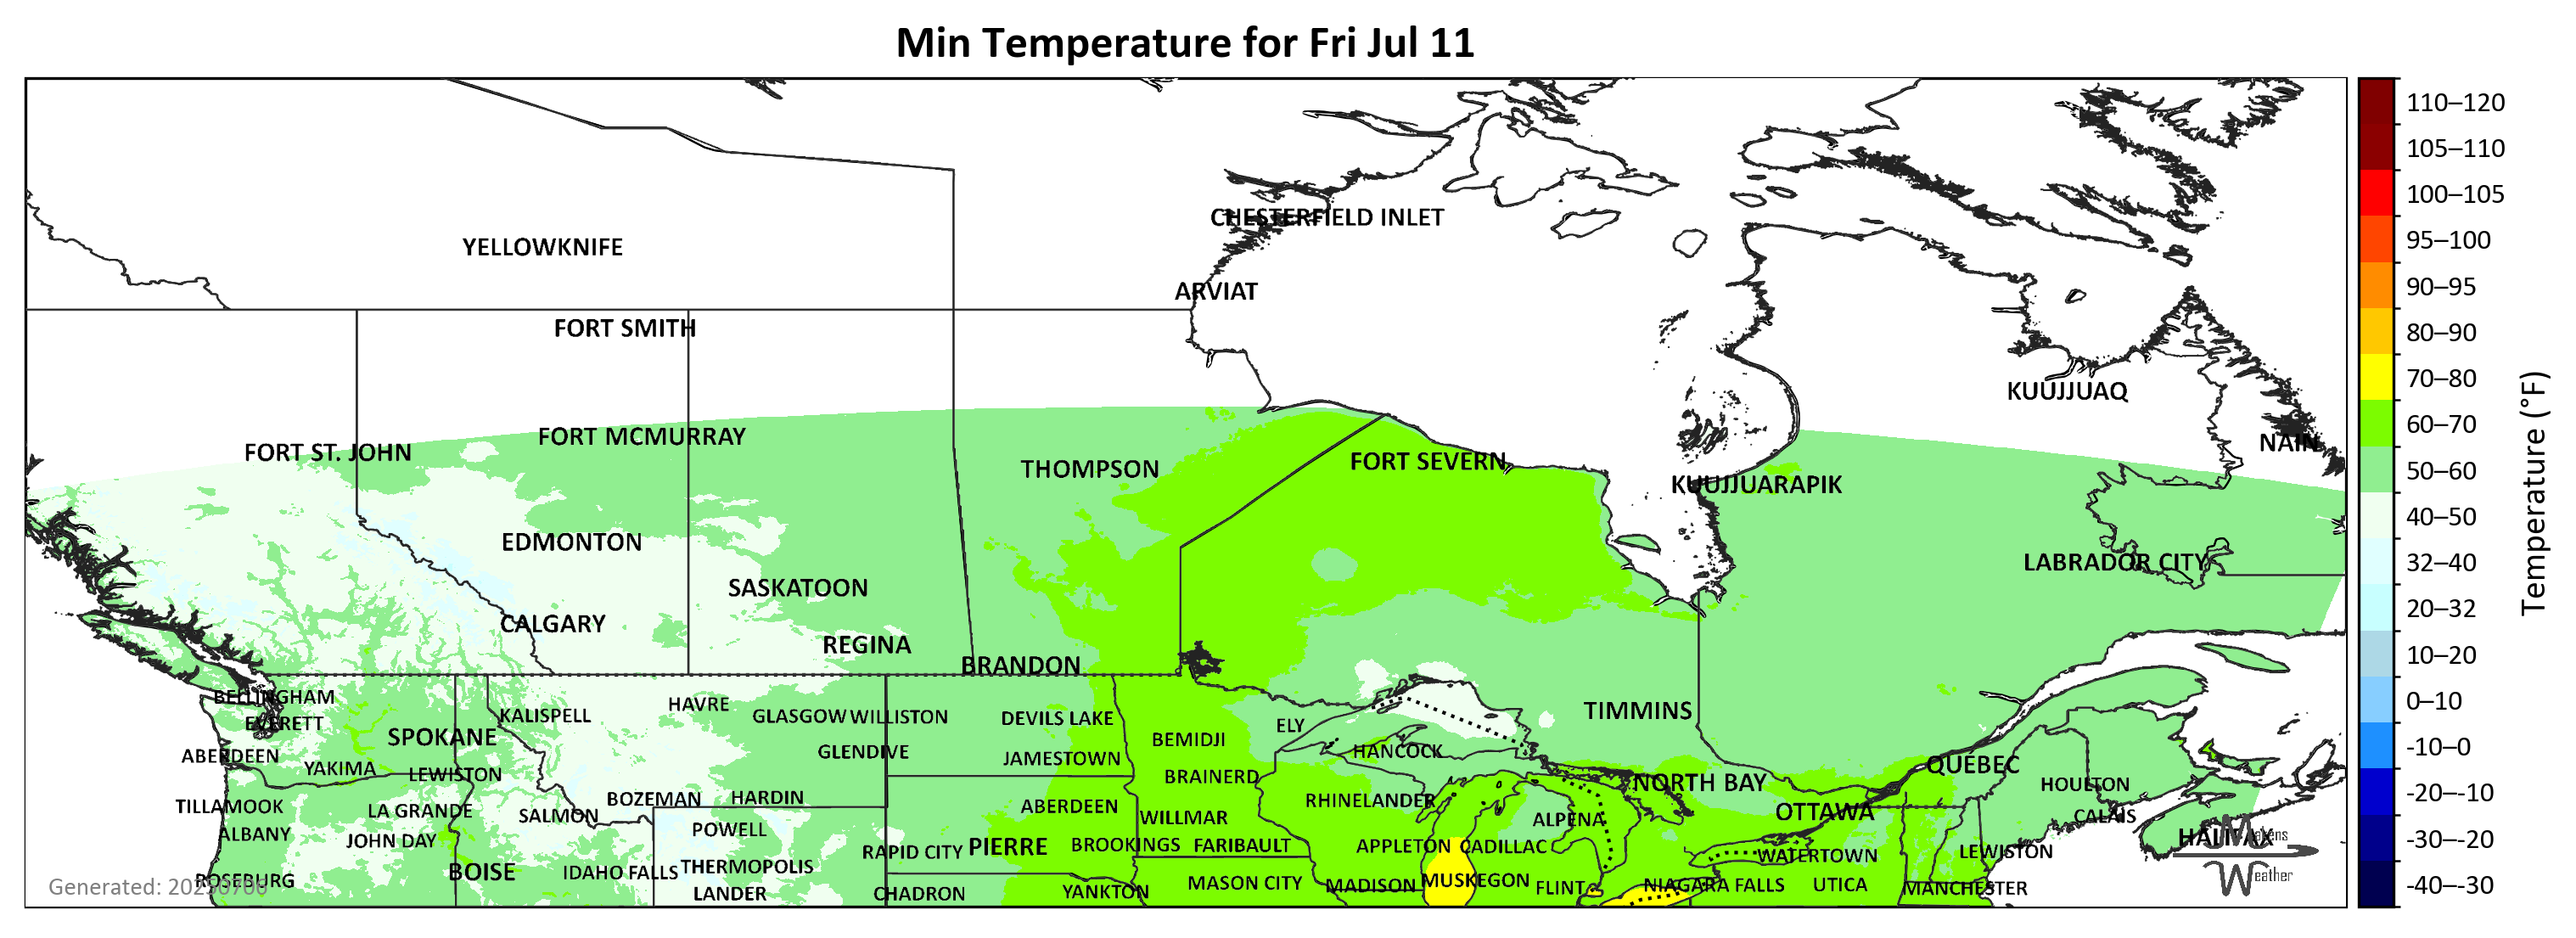 Min Temperature for Fri Jul 11
110–120
105–110
100–105
95–100
90–95
80–90
70–80
60–70
50–60
40–50
32–40
20–32
10–20
0–10
-10–0
-20–-10
-30–-20
-40–-30
Temperature (°F)
CHESTERFIELD INLET
YELLOWKNIFE
ARVIAT
FORT SMITH
KUUJJUAQ
FORT MCMURRAY
NAIN
FORT ST. JOHN
FORT SEVERN
THOMPSON
KUUJJUARAPIK
EDMONTON
LABRADOR CITY
SASKATOON
CALGARY
REGINA
BRANDON
BELLINGHAM
HAVRE
TIMMINS
KALISPELL
GLASGOW
WILLISTON
DEVILS LAKE
EVERETT
ELY
SPOKANE
BEMIDJI
HANCOCK
GLENDIVE
ABERDEEN
JAMESTOWN
QUÉBEC
YAKIMA
LEWISTON
BRAINERD
NORTH BAY
HOULTON
BOZEMAN
HARDIN
RHINELANDER
TILLAMOOK
ABERDEEN
LA GRANDE
OTTAWA
SALMON
CALAIS
WILLMAR
ALPENA
POWELL
ALBANY
HALIFAX
Makens
Weather
JOHN DAY
PIERRE
BROOKINGS
FARIBAULT
APPLETON
CADILLAC
RAPID CITY
LEWISTON
WATERTOWN
THERMOPOLIS
BOISE
IDAHO FALLS
ROSEBURG
MUSKEGON
MASON CITY
MADISON
FLINT
NIAGARA FALLS
UTICA
MANCHESTER
YANKTON
LANDER
CHADRON
Generated: 20250706